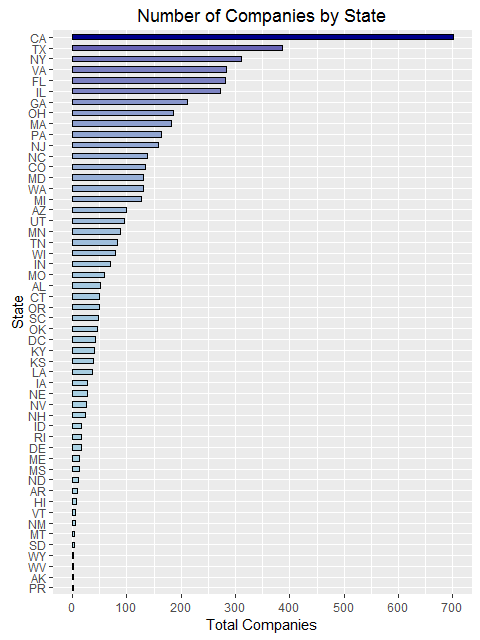 Number of Companies by State
CA
TX
NY
VA
FL
IL
GA
OH
MA
PA
NJ
NC
CO
MD
WA
MI
AZ
UT
MN
TN
WI
IN
MO
AL
CT
OR
SC
OK
DC
KY
KS
LA
IA
NE
NV
NH
ID
RI
DE
ME
MS
ND
AR
HI
VT
NM
MT
SD
WY
WV
AK
PR
State
0 100 200 300 400 500 600 700
Total Companies